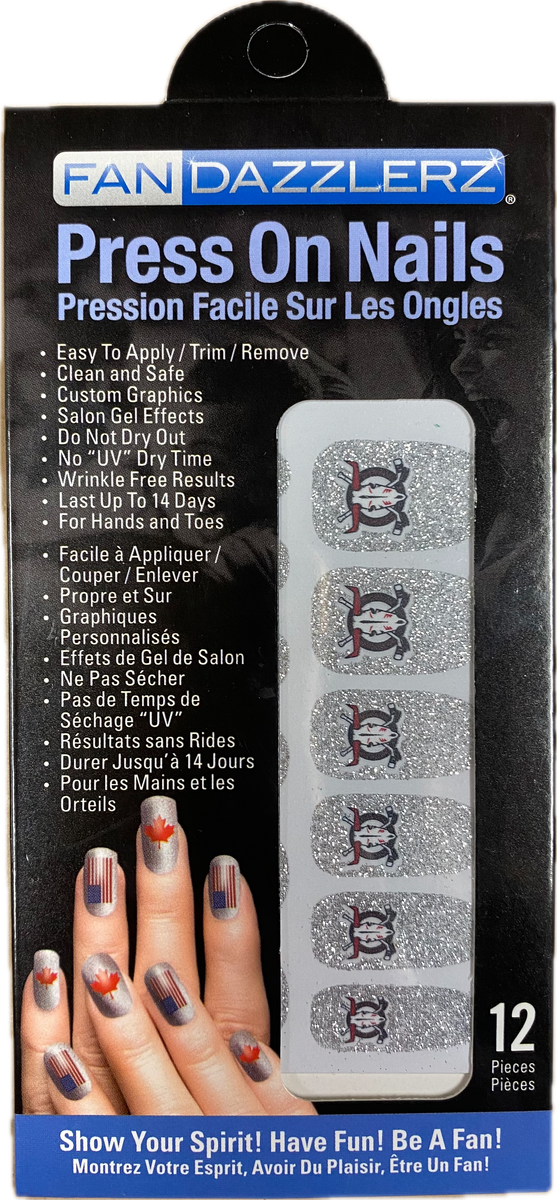 FAN DAZZLERZ®
Press On Nails
Pression Facile Sur Les Ongles
• Easy To Apply / Trim / Remove
• Clean and Safe
• Custom Graphics
• Salon Gel Effects
• Do Not Dry Out
• No “UV” Dry Time
• Wrinkle Free Results
• Last Up To 14 Days
• For Hands and Toes
• Facile à Appliquer /
Couper / Enlever
• Propre et Sur
• Graphiques
Personnalisés
• Effets de Gel de Salon
• Ne Pas Sécher
• Pas de Temps de
Séchage “UV”
• Résultats sans Rides
• Durer Jusqu’à 14 Jours
• Pour les Mains et les
Orteils
12
Pieces
Pièces
Show Your Spirit! Have Fun! Be A Fan!
Montrez Votre Esprit, Avoir Du Plaisir, Être Un Fan!